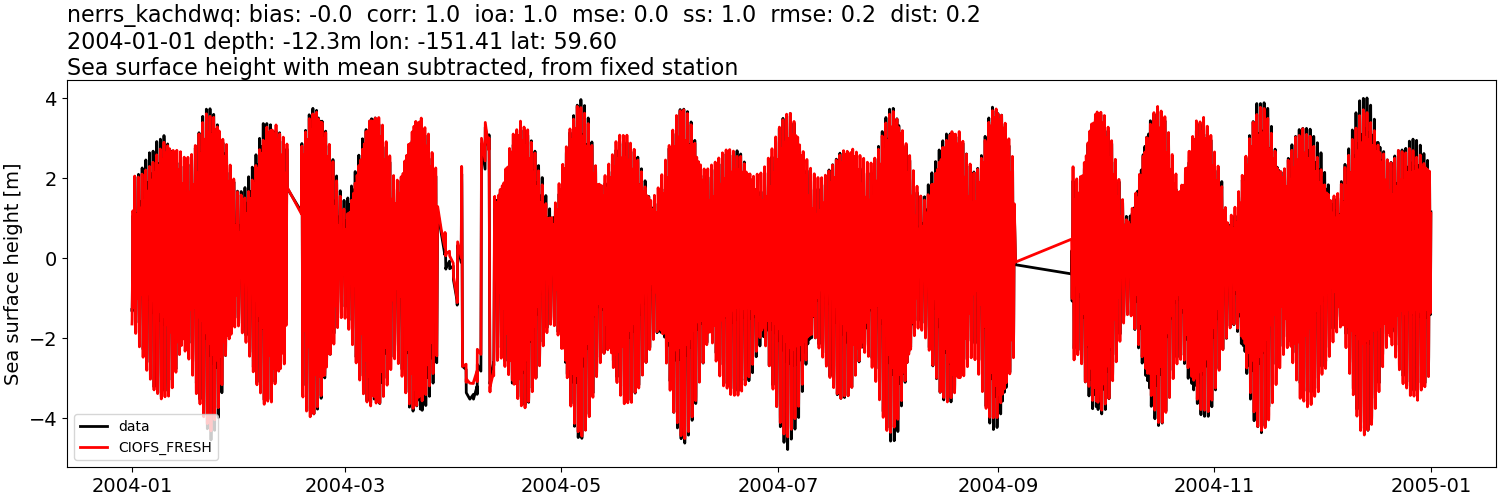 nerrs_kachdwq: bias: -0.0  corr: 1.0  ioa: 1.0  mse: 0.0  ss: 1.0  rmse: 0.2  dist: 0.2
2004-01-01 depth: -12.3m lon: -151.41 lat: 59.60
Sea surface height with mean subtracted, from fixed station
Sea surface height [m]
4
2
0
−2
−4
data
CIOFS_FRESH
2004-01
2004-03
2004-05
2004-07
2004-09
2004-11
2005-01